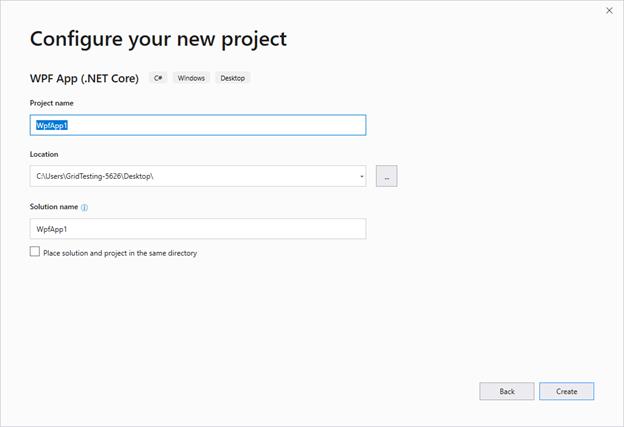 Configure your new project
WPF App (.NET Core) C# Windows Desktop
Project name
WpfApp1
Location
C:\Users\GridTesting-5626\Desktop\
...
Solution name
WpfApp1
Place solution and project in the same directory
Back Create